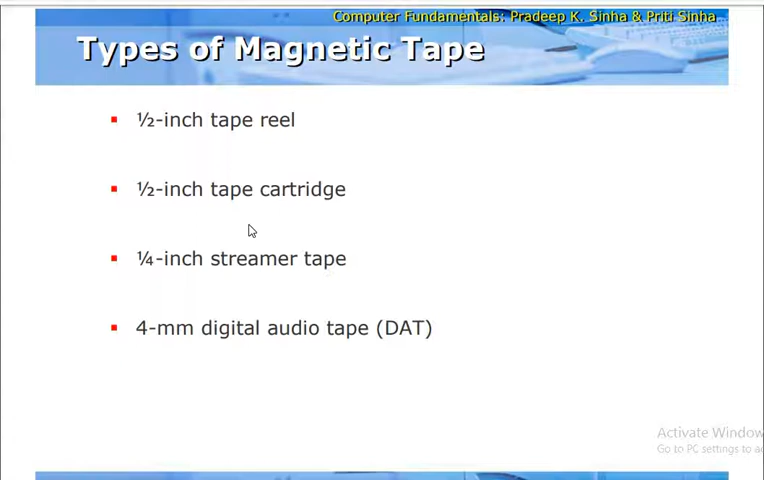 Computer Fundamentals: Pradeep K. Sinha & Priti Sinha
Types of Magnetic Tape
½-inch tape reel
½-inch tape cartridge
¼-inch streamer tape
4-mm digital audio tape (DAT)
Activate Window
Go to PC settings to a